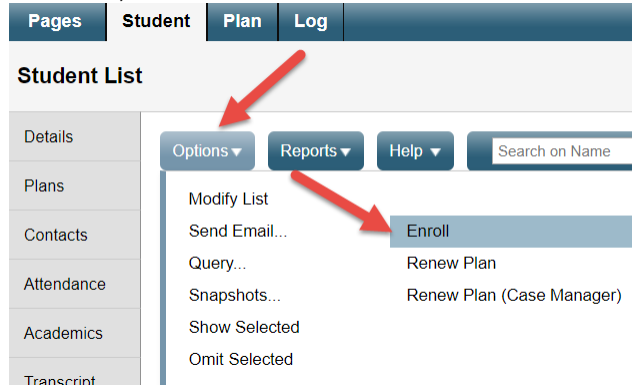 Pages Student Plan Log
Student List
Details
Plans
Contacts
Attendance
Academics
Transcript
Options Reports Help Search on Name
Modify List
Send Email...
Query...
Snapshots...
Show Selected
Omit Selected
Enroll
Renew Plan
Renew Plan (Case Manager)